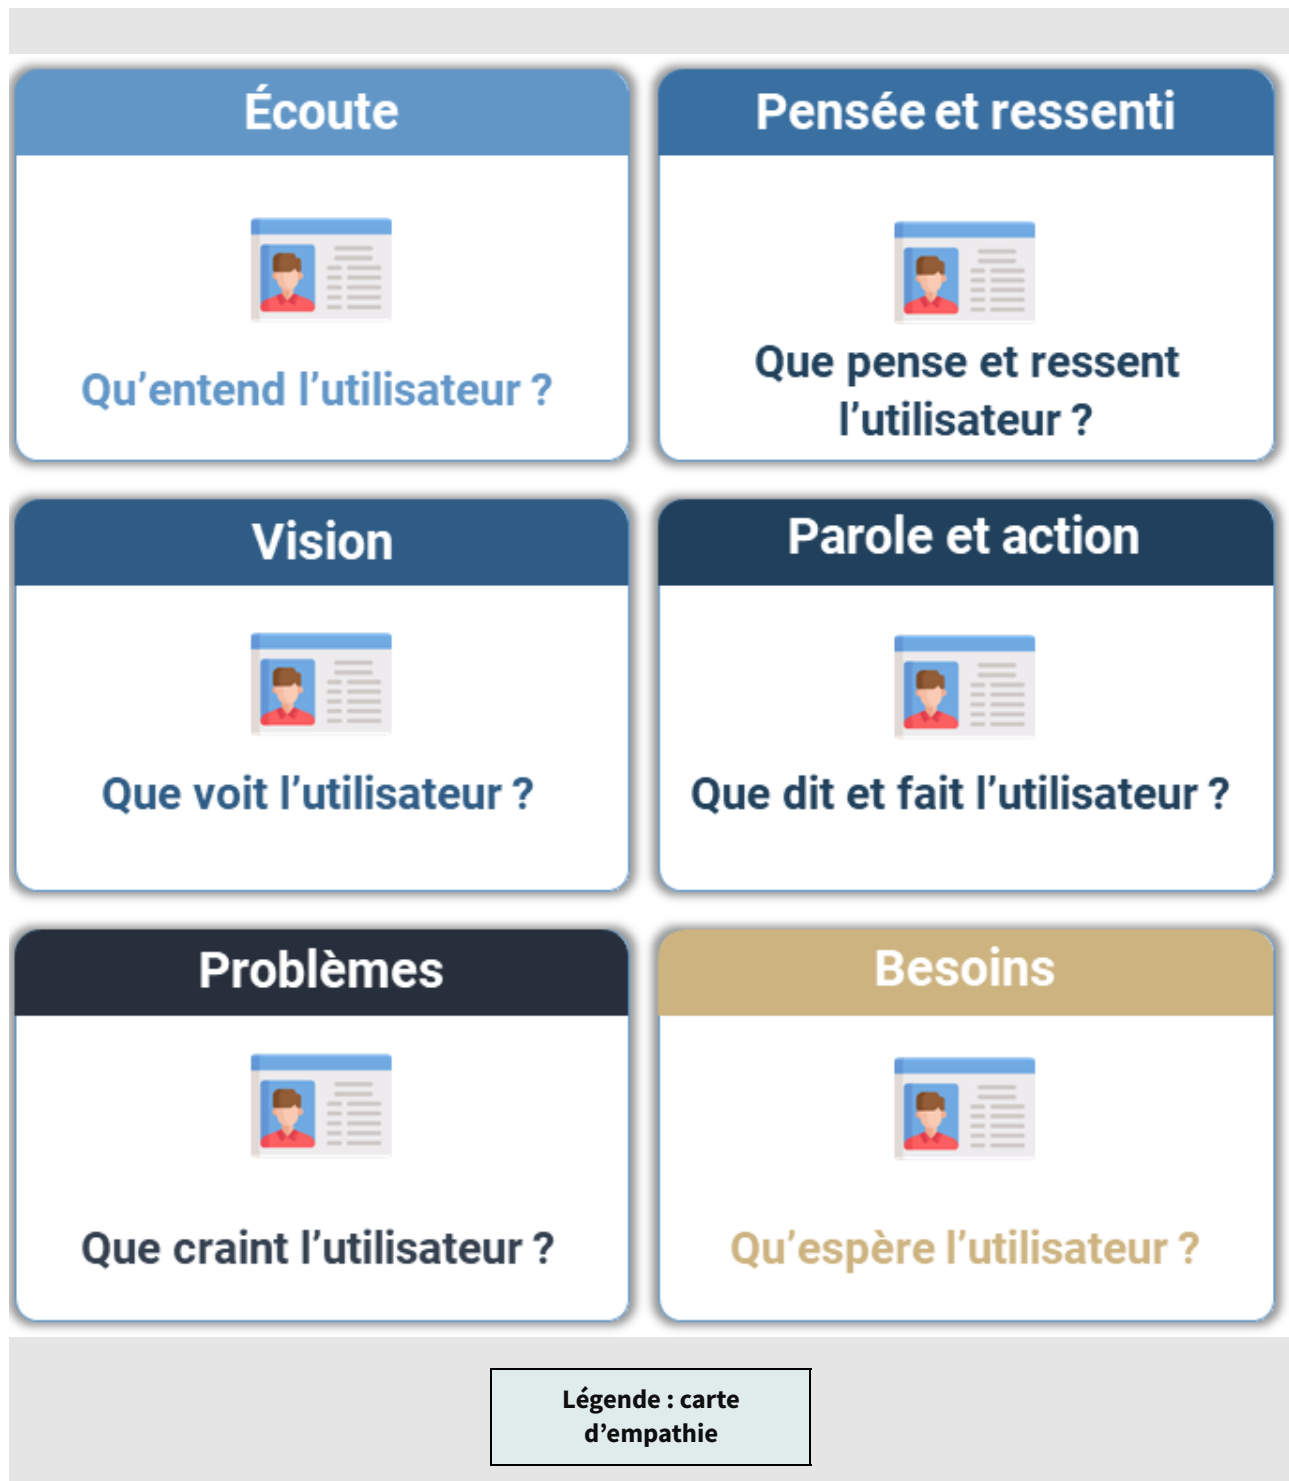 Écoute
Qu’entend l’utilisateur ?
Pensée et ressenti
Que pense et ressent
l’utilisateur ?
Vision
Que voit l’utilisateur ?
Parole et action
Que dit et fait l’utilisateur ?
Problèmes
Que craint l’utilisateur ?
Besoins
Qu’espère l’utilisateur ?
Légende : carte
d’empathie